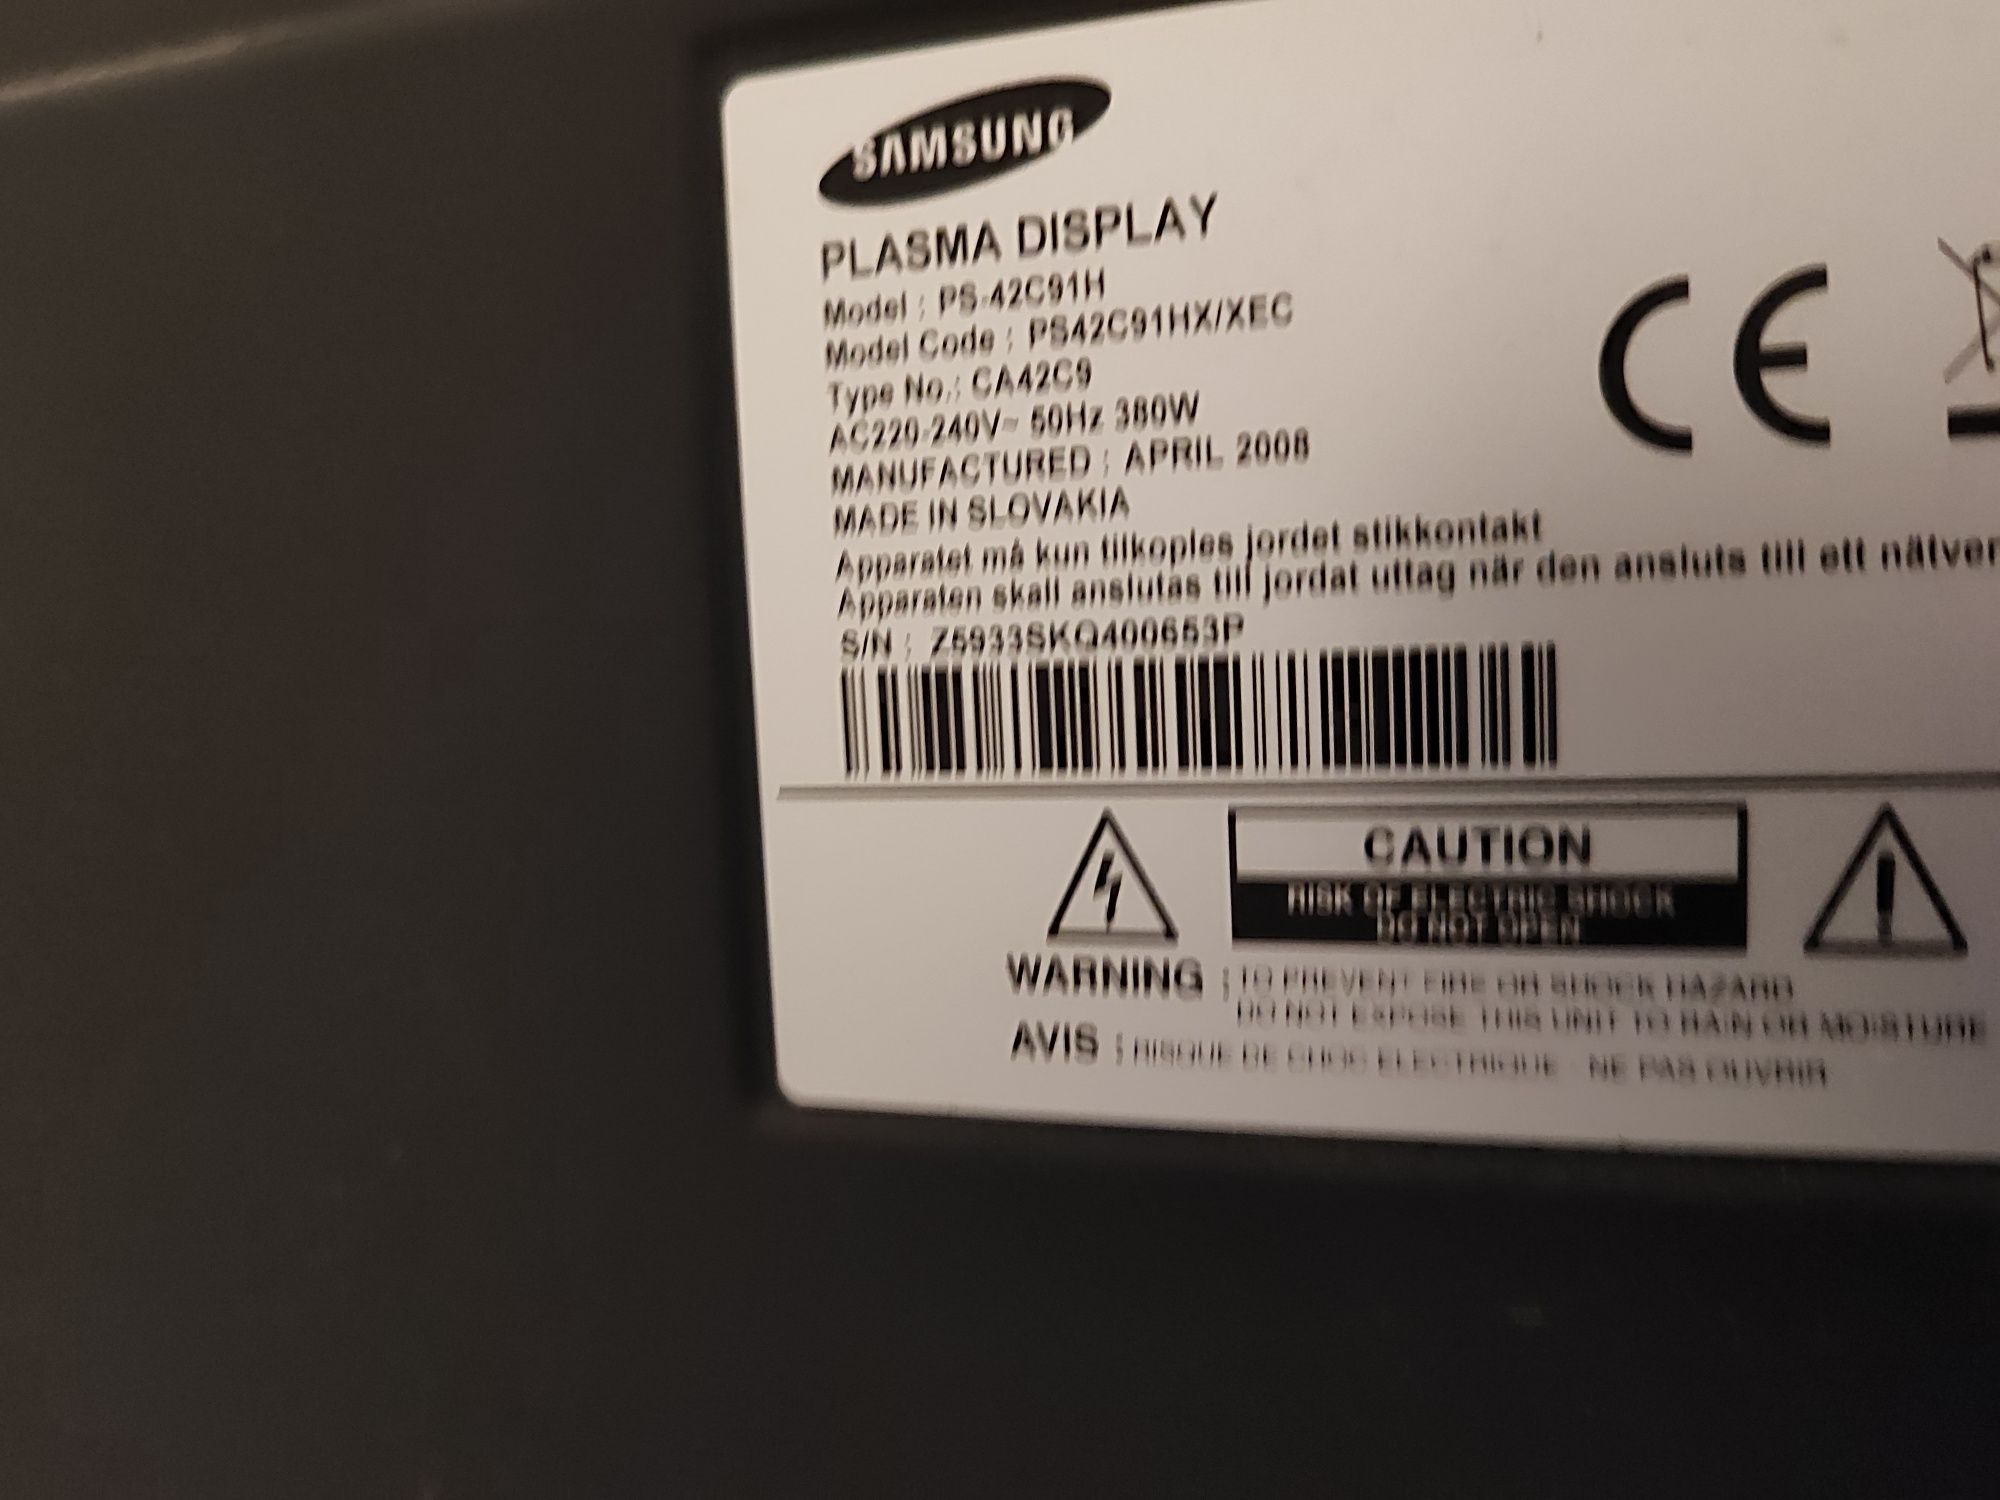 SAMSUNG
PLASMA DISPLAY
Model : PS-42C91H
Model Code : PS42C91HX/XEC
Type No.: CA42C9
AC220-240V~ 50Hz 380W
MANUFACTURED : APRIL 2008
MADE IN SLOVAKIA
Apparatet må kun tilkoples jordet stikkontakt
Apparaten skall anslutas till jordat uttag når den ansluts till ett nätver
S/N : Z5933SKQ400653P
CE
CAUTION
RISK OF ELECTRIC SHOCK
DO NOT OPEN
WARNING : TO PREVENT FIRE OR SHOCK HAZARD
DO NOT EXPOSE THIS UNIT TO RAIN OR MOISTURE
AVIS : RISQUE DE CHOC ELECTRIQUE - NE PAS OUVRIR